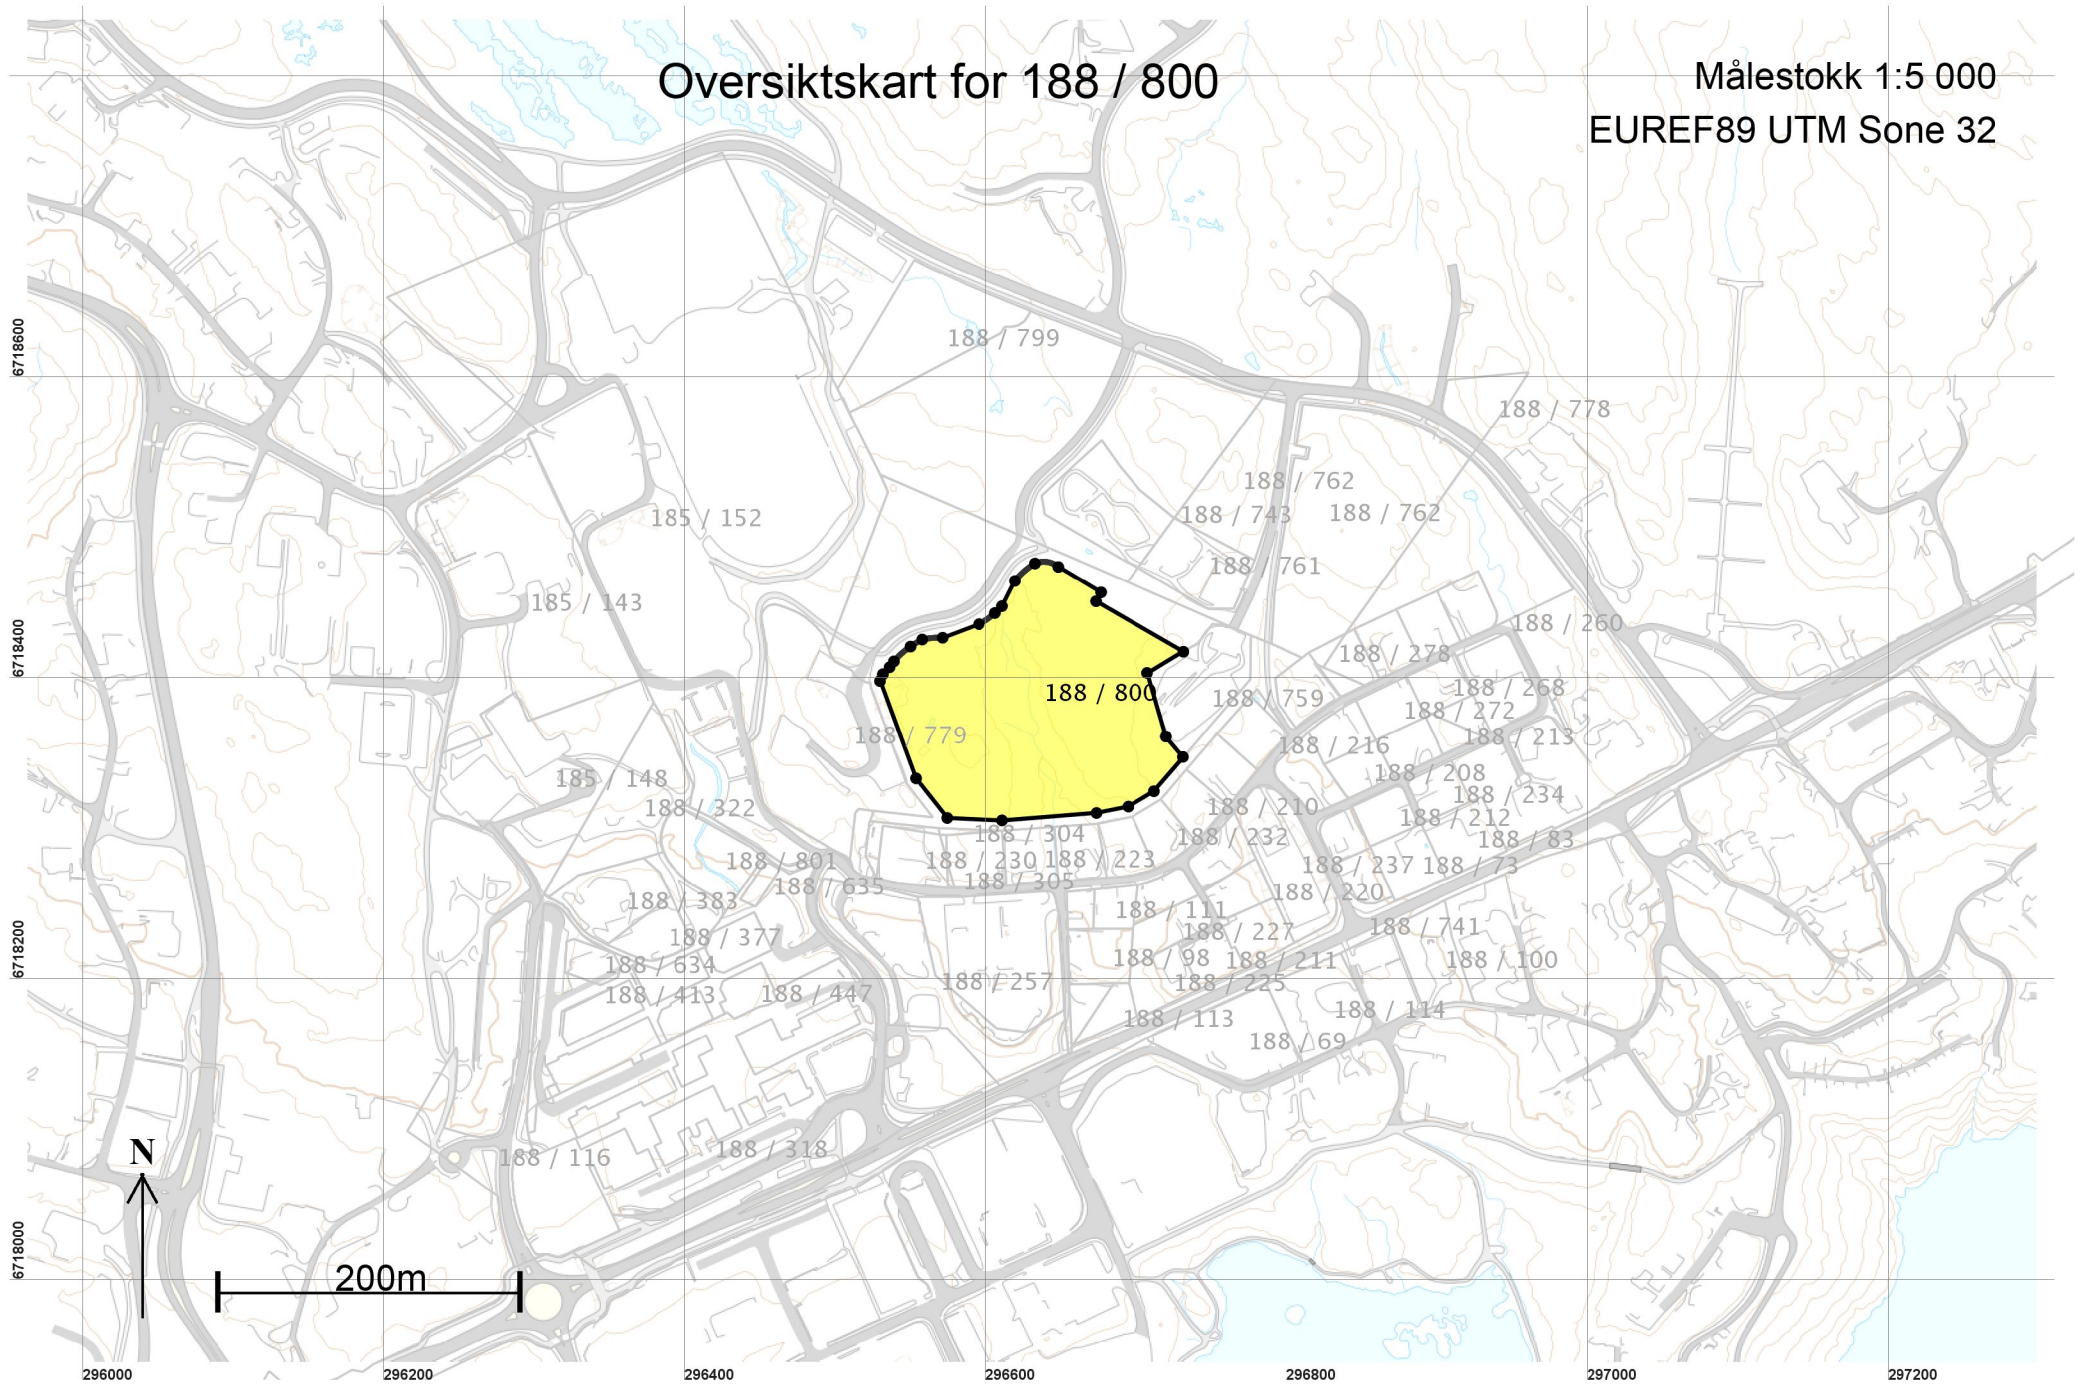 Oversiktskart for 188 / 800
Målestokk 1:5 000
EUREF89 UTM Sone 32
188 / 799
6718600
188 / 778
188 / 762
188 / 743
188 / 762
185 / 152
188 / 761
185 / 143
188 / 260
6718400
188 / 278
188 / 268
188 / 800
188 / 759
188 / 272
188 / 779
188 / 213
188 / 216
185 / 148
188 / 208
188 / 234
188 / 322
188 / 210
188 / 212
188 / 304
188 / 232
188 / 83
188 / 801
188 / 230
188 / 223
188 / 237
188 / 73
188 / 305
188 / 635
188 / 220
188 / 383
188 / 111
188 / 741
188 / 377
188 / 227
6718200
188 / 634
188 / 98
188 / 211
188 / 100
188 / 257
188 / 225
188 / 413
188 / 447
188 / 114
188 / 113
188 / 69
N
188 / 318
188 / 116
6718000
200m
296000
296200
296400
296600
296800
297000
297200